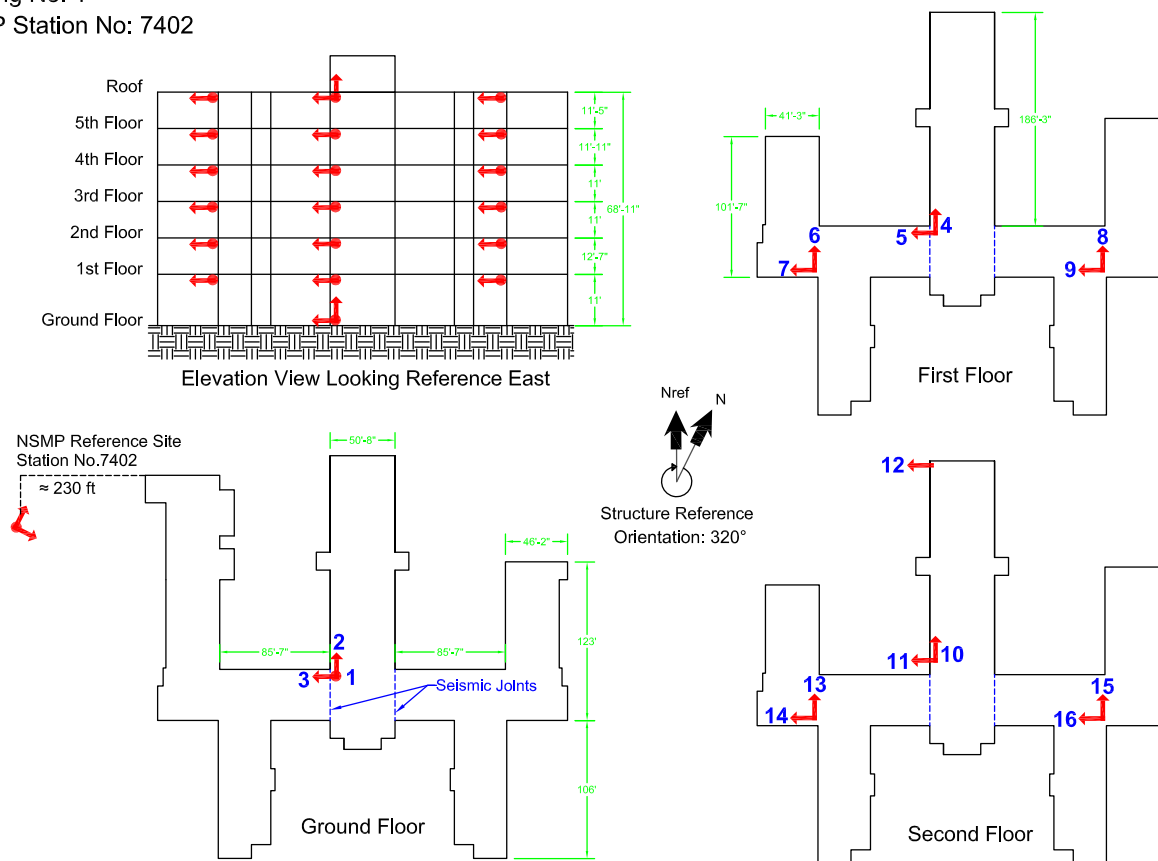 P Station No: 7402
Roof
5th Floor
4th Floor
3rd Floor
2nd Floor
1st Floor
Ground Floor
11'-5"
11'-11"
11'
11'
12'-7"
11'
68'-11"
Elevation View Looking Reference East
41'-3"
101'-7"
186'-3"
6
7
5
4
8
9
First Floor
NSMP Reference Site
Station No.7402
≈ 230 ft
50'-8"
46'-2"
85'-7"
85'-7"
123'
106'
2
3
1
Seismic Joints
Ground Floor
Nref
N
Structure Reference
Orientation: 320°
12
11
10
13
14
15
16
Second Floor